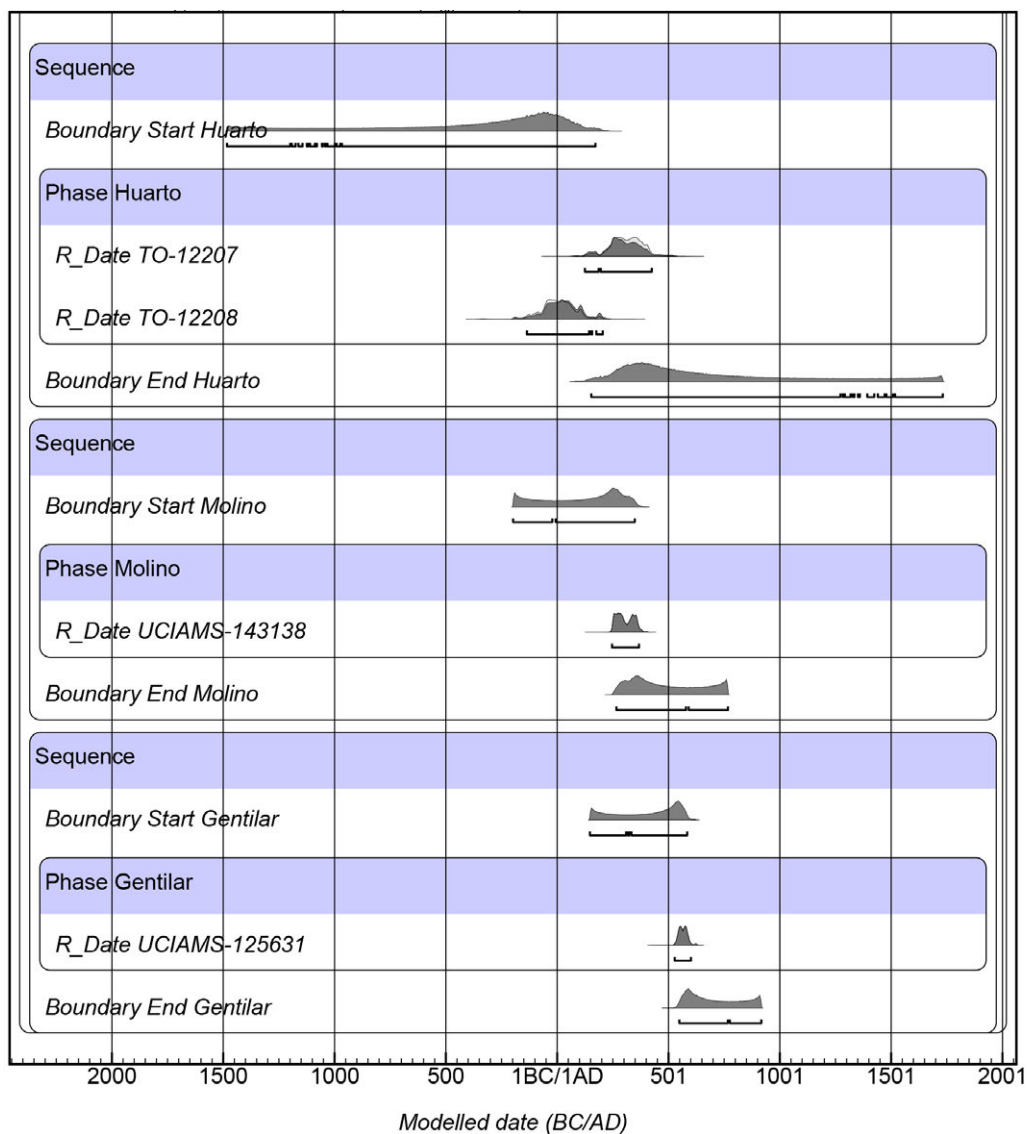 Sequence
Boundary Start Huarto
Phase Huarto
R_Date TO-12207
R_Date TO-12208
Boundary End Huarto
Sequence
Boundary Start Molino
Phase Molino
R_Date UCIAMS-143138
Boundary End Molino
Sequence
Boundary Start Gentilar
Phase Gentilar
R_Date UCIAMS-125631
Boundary End Gentilar
2000 1500 1000 500 1BC/1AD 501 1001 1501 2001
Modelled date (BC/AD)